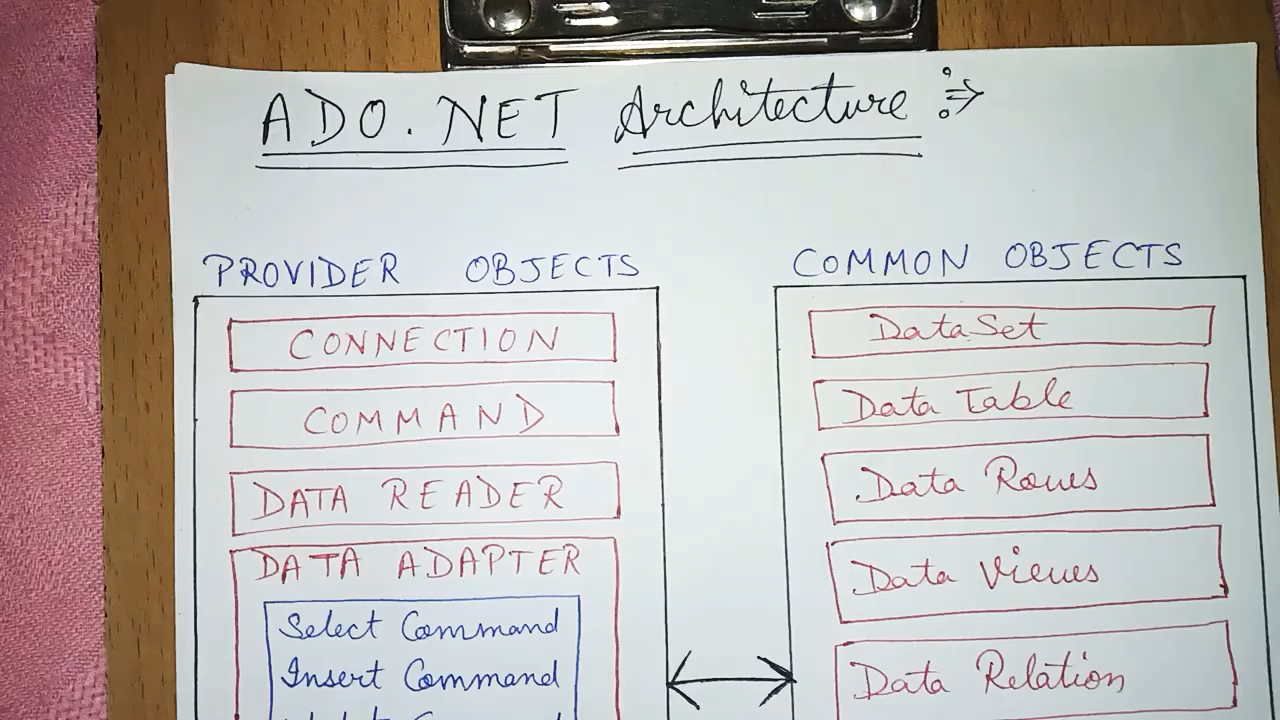 ADO.NET Architecture :⇒
PROVIDER OBJECTS
CONNECTION
COMMAND
DATA READER
DATA ADAPTER
Select Command
Insert Command
COMMON OBJECTS
DataSet
Data Table
Data Rows
Data Views
Data Relation